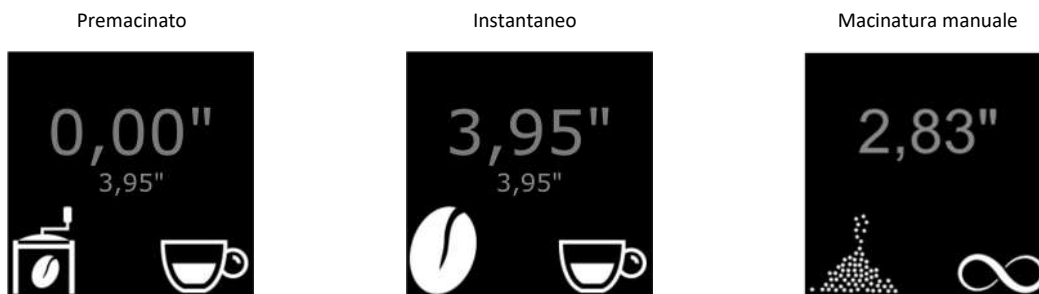 Premacinato
Instantaneo
Macinatura manuale
0,00"
3,95"
3,95"
3,95"
2,83"